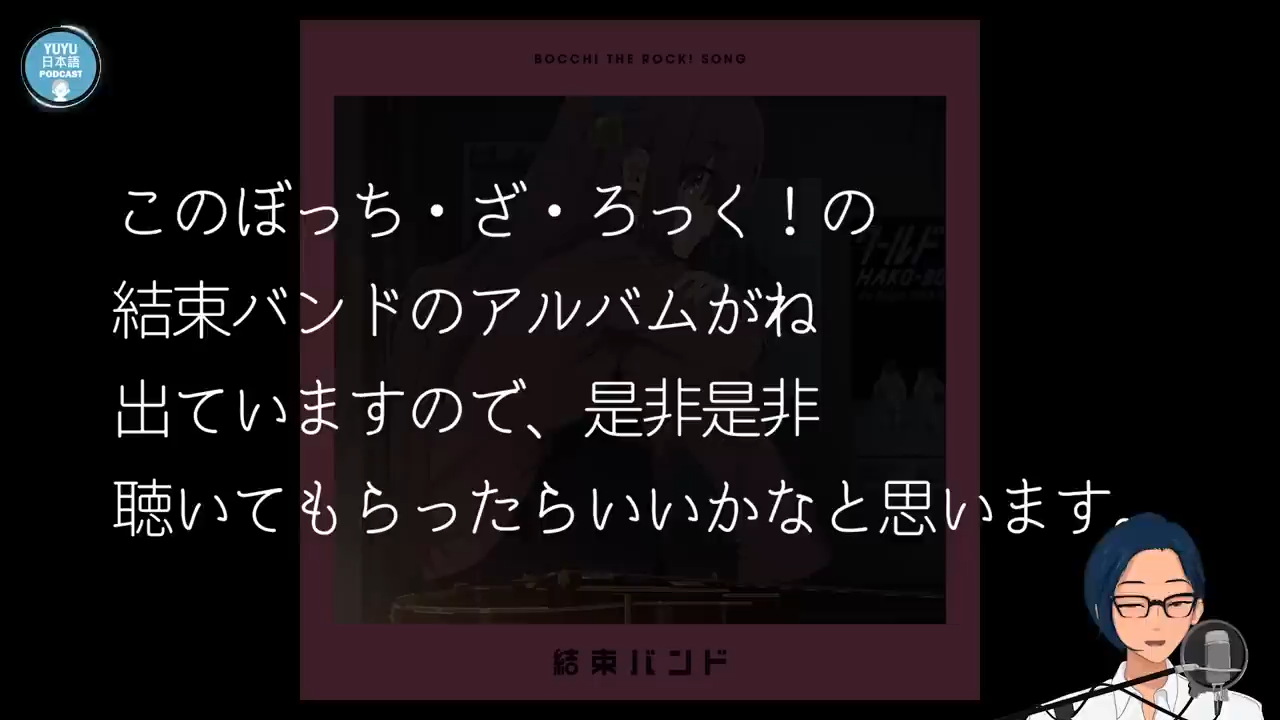 YUYU
日本語
PODCAST
BOCCHI THE ROCK! SONG
このぼっち・ざ・ろっく！の
結束バンドのアルバムがね
出ていますので、是非是非
聴いてもらったらいいかなと思います。
結束バンド